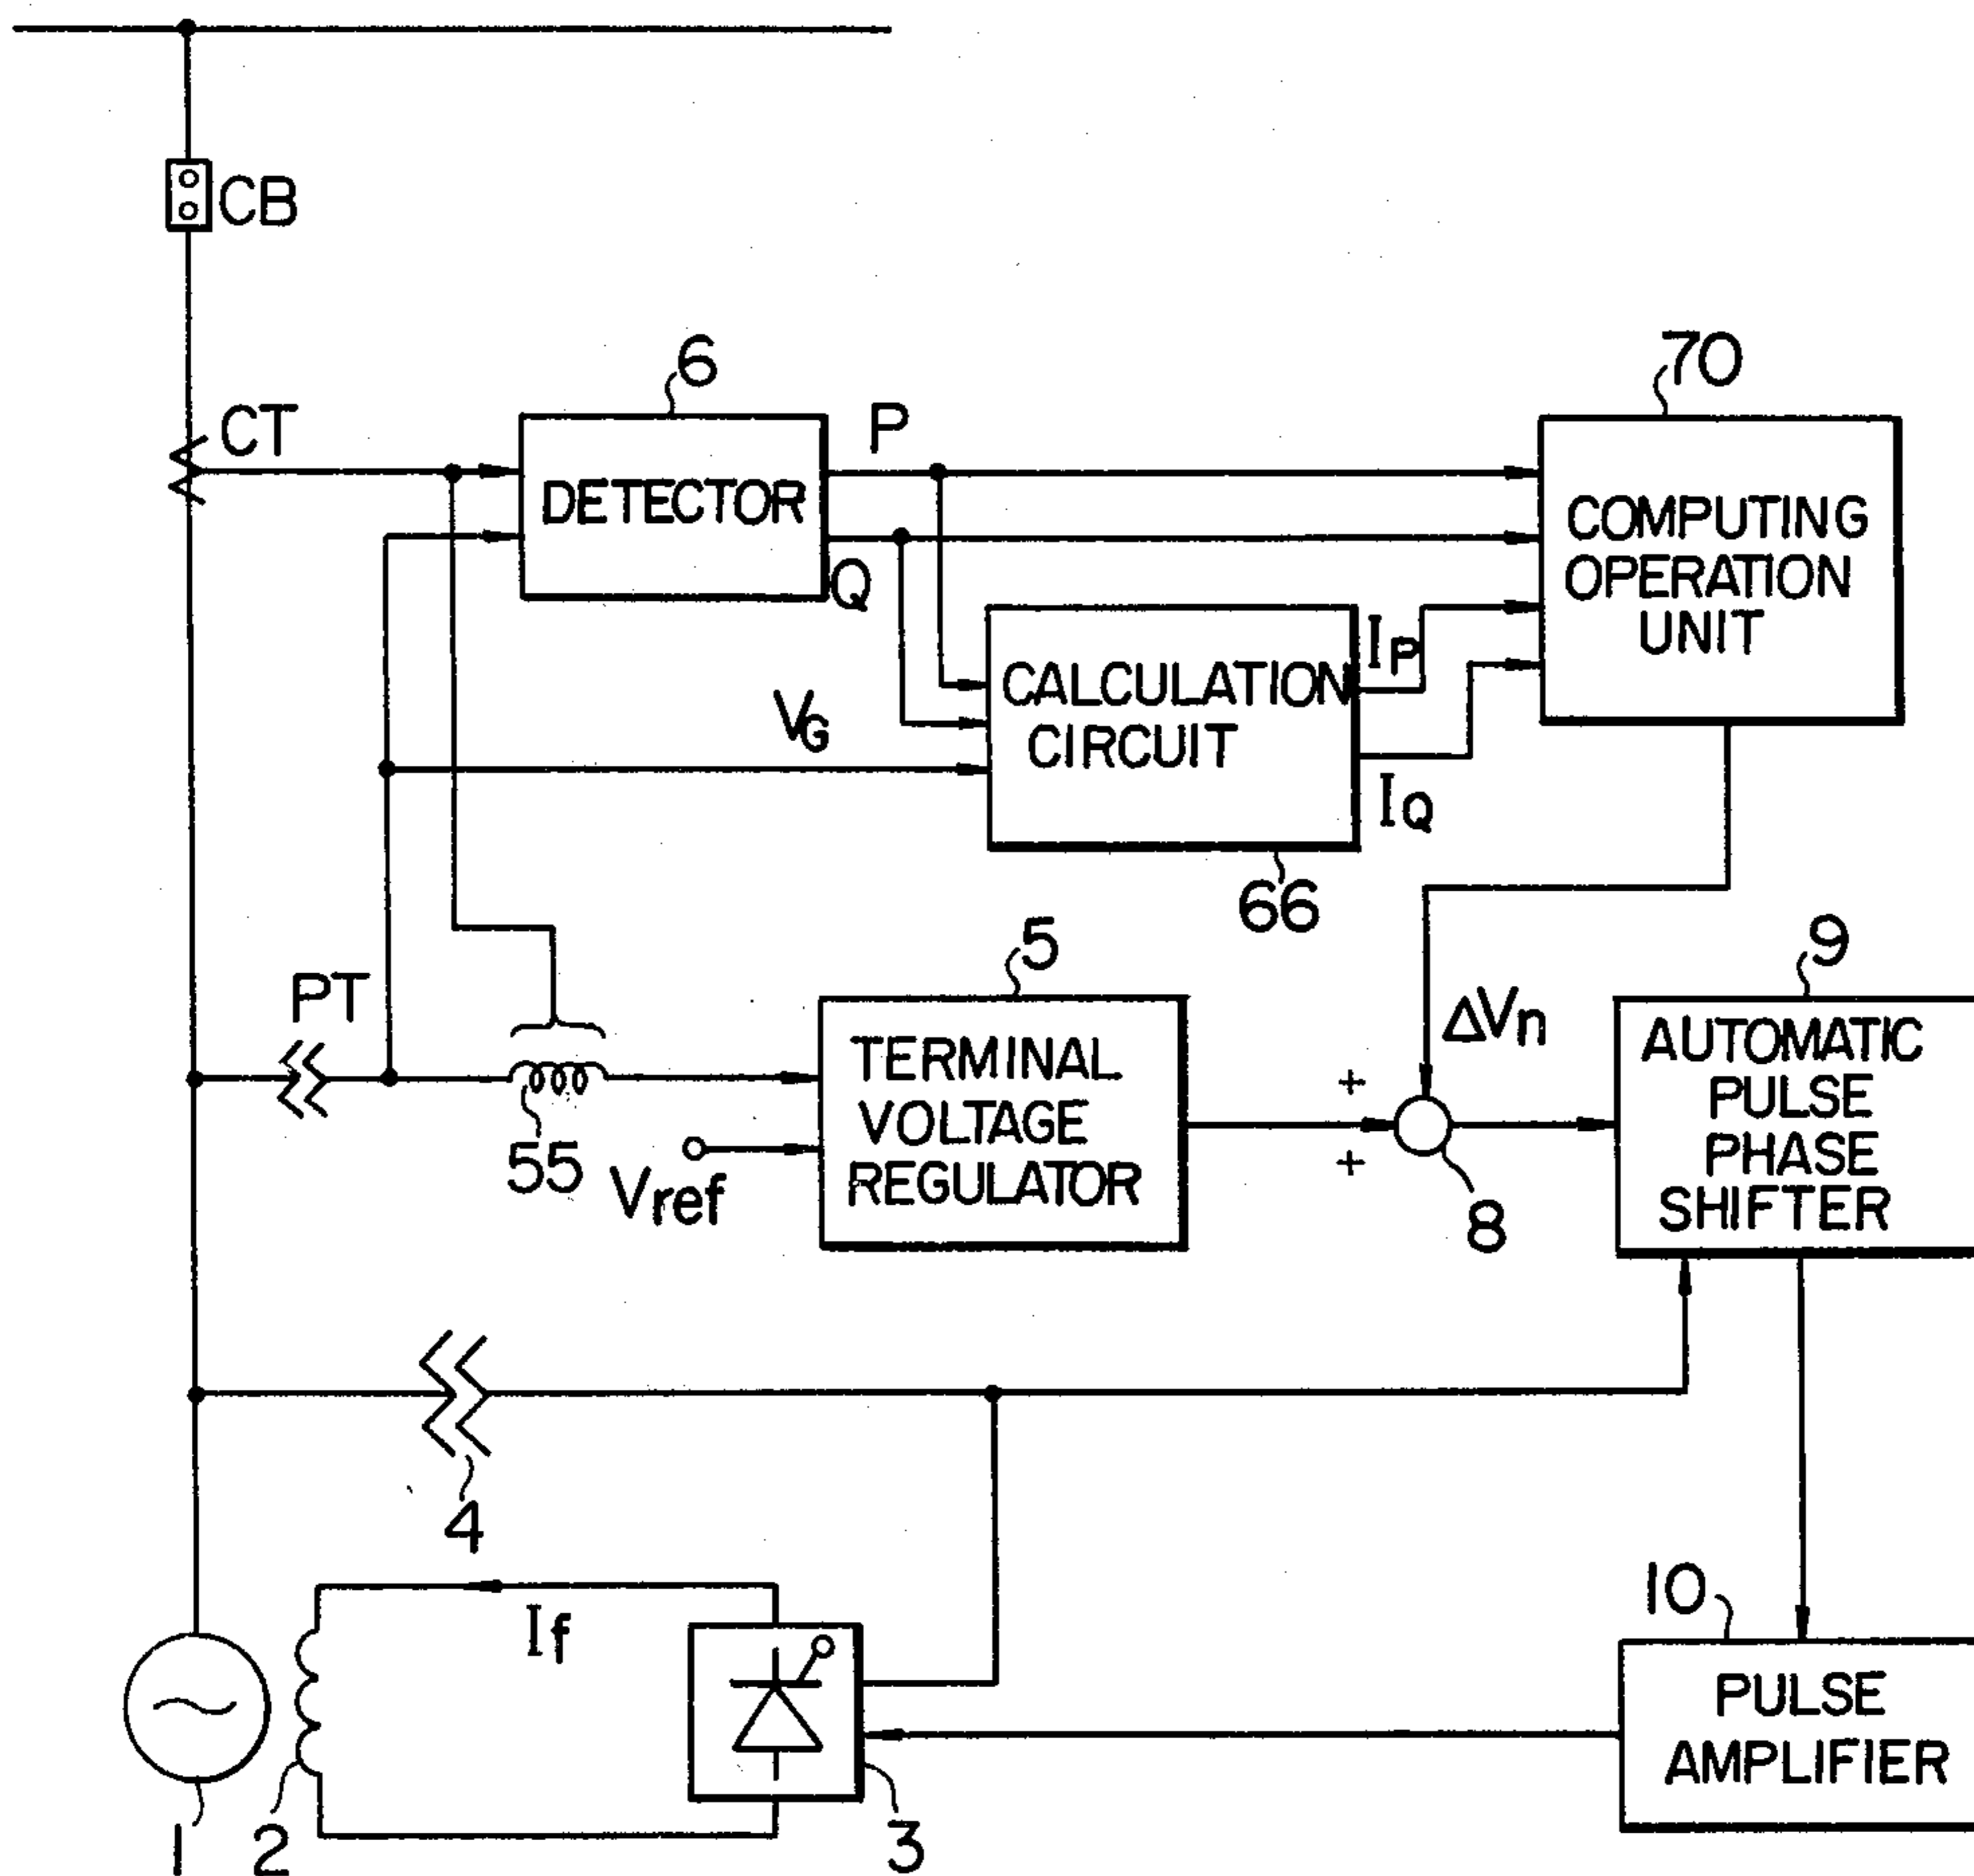 CB
6
70
CT
P
DETECTOR
Q
COMPUTING
OPERATION
UNIT
IP
CALCULATION
CIRCUIT
VG
IQ
66
5
9
PT
ΔVn
TERMINAL
VOLTAGE
REGULATOR
AUTOMATIC
PULSE
PHASE
SHIFTER
+
+
55
Vref
8
4
10
If
PULSE
AMPLIFIER
1
2
3